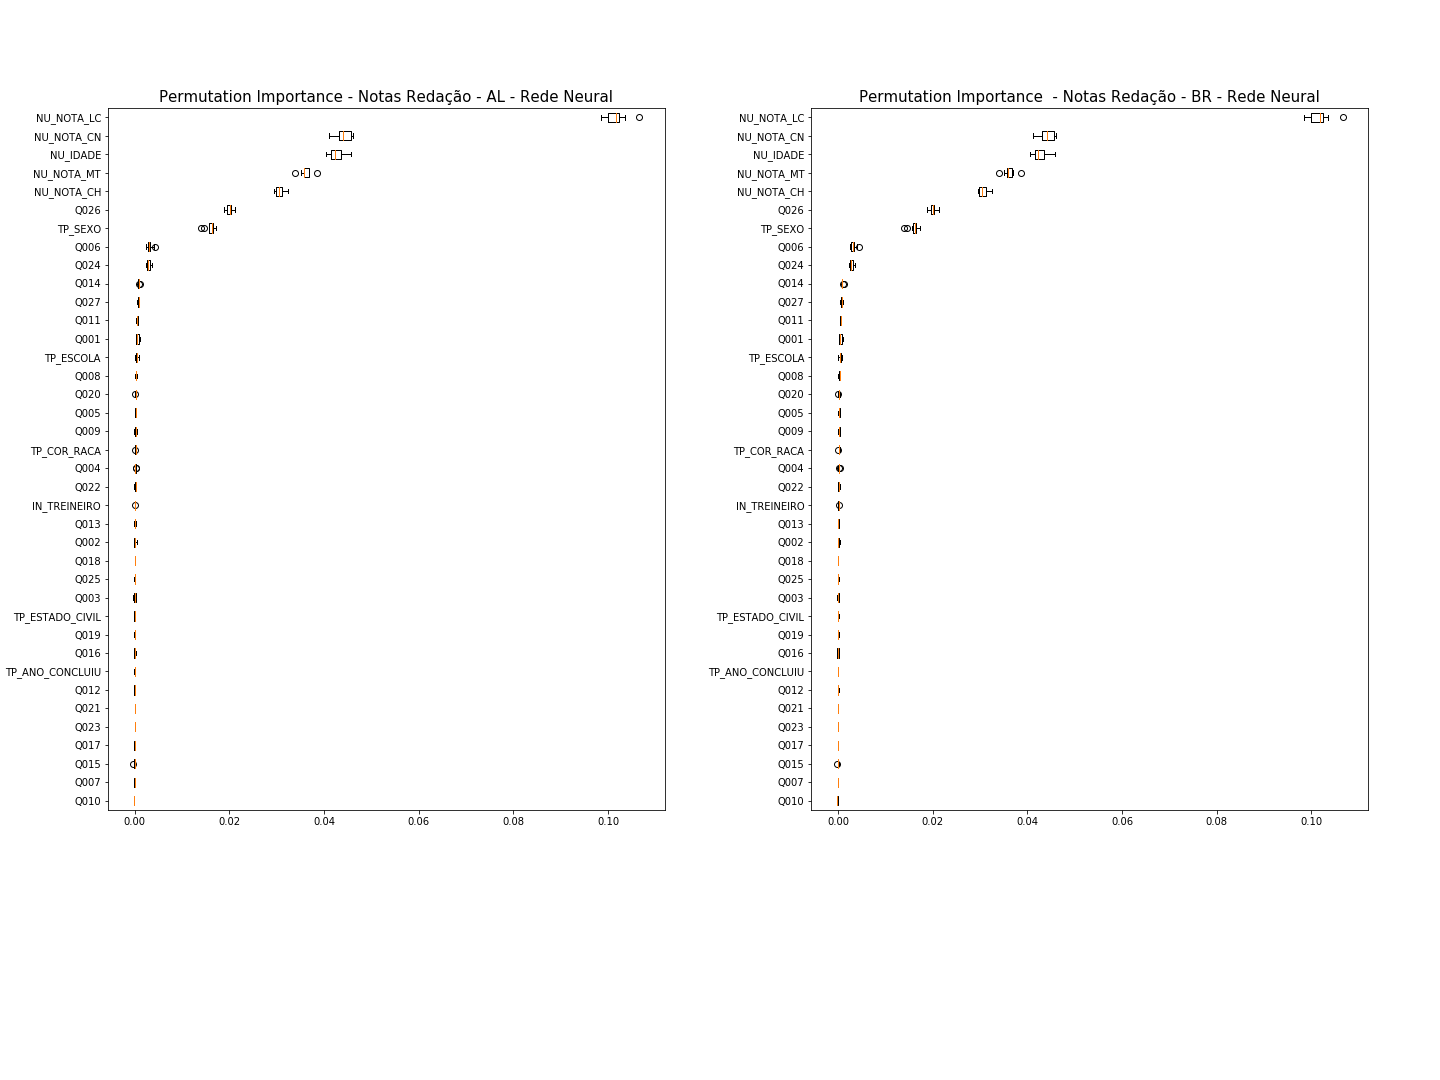 Permutation Importance - Notas Redação - AL - Rede Neural
NU_NOTA_LC
NU_NOTA_CN
NU_IDADE
NU_NOTA_MT
NU_NOTA_CH
Q026
TP_SEXO
Q006
Q024
Q014
Q027
Q011
Q001
TP_ESCOLA
Q008
Q020
Q005
Q009
TP_COR_RACA
Q004
Q022
IN_TREINEIRO
Q013
Q002
Q018
Q025
Q003
TP_ESTADO_CIVIL
Q019
Q016
TP_ANO_CONCLUIU
Q012
Q021
Q023
Q017
Q015
Q007
Q010
0.00 0.02 0.04 0.06 0.08 0.10
Permutation Importance  - Notas Redação - BR - Rede Neural
NU_NOTA_LC
NU_NOTA_CN
NU_IDADE
NU_NOTA_MT
NU_NOTA_CH
Q026
TP_SEXO
Q006
Q024
Q014
Q027
Q011
Q001
TP_ESCOLA
Q008
Q020
Q005
Q009
TP_COR_RACA
Q004
Q022
IN_TREINEIRO
Q013
Q002
Q018
Q025
Q003
TP_ESTADO_CIVIL
Q019
Q016
TP_ANO_CONCLUIU
Q012
Q021
Q023
Q017
Q015
Q007
Q010
0.00 0.02 0.04 0.06 0.08 0.10